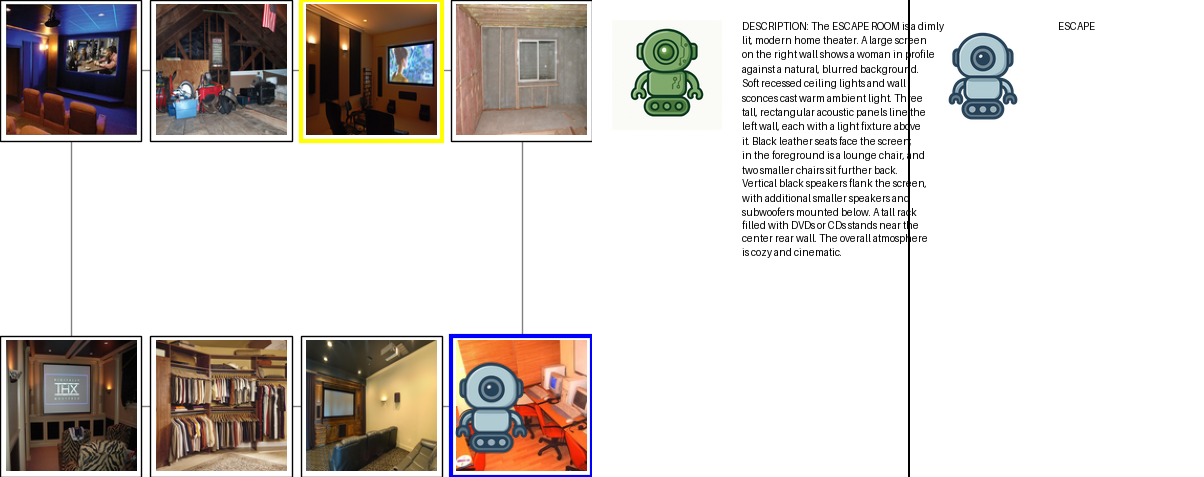 DESCRIPTION: The ESCAPE ROOM is a dimly
lit, modern home theater. A large screen
on the right wall shows a woman in profile
against a natural, blurred background.
Soft recessed ceiling lights and wall
sconces cast warm ambient light. Three
tall, rectangular acoustic panels line the
left wall, each with a light fixture above
it. Black leather seats face the screen;
in the foreground is a lounge chair, and
two smaller chairs sit further back.
Vertical black speakers flank the screen,
with additional smaller speakers and
subwoofers mounted below. A tall rack
filled with DVDs or CDs stands near the
center rear wall. The overall atmosphere
is cozy and cinematic.
ESCAPE
THX